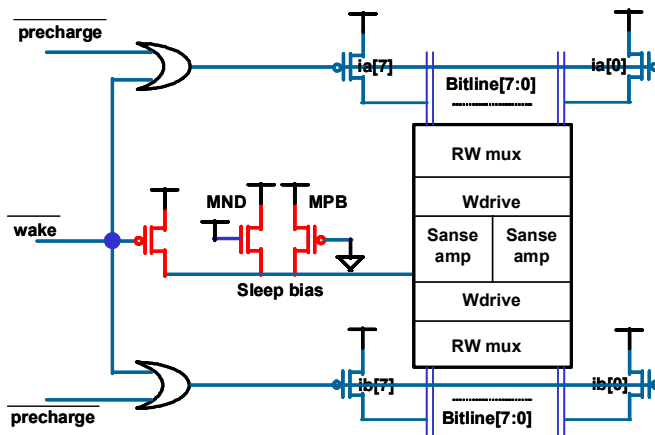 precharge
ia[7]
ia[0]
Bitline[7:0]
RW mux
MND
MPB
Wdrive
wake
Sanse amp
Sanse amp
Sleep bias
Wdrive
RW mux
ib[7]
ib[0]
precharge
Bitline[7:0]